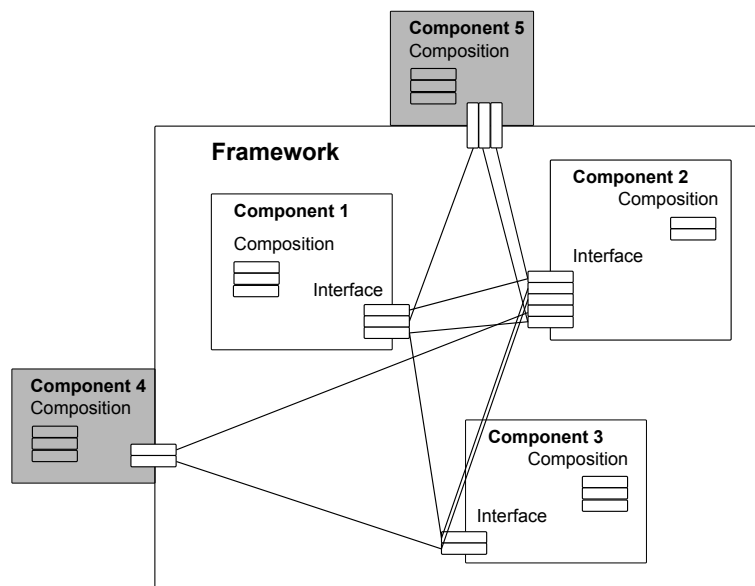 Component 5
Composition
Framework
Component 2
Composition
Component 1
Composition
Interface
Interface
Component 4
Composition
Component 3
Composition
Interface